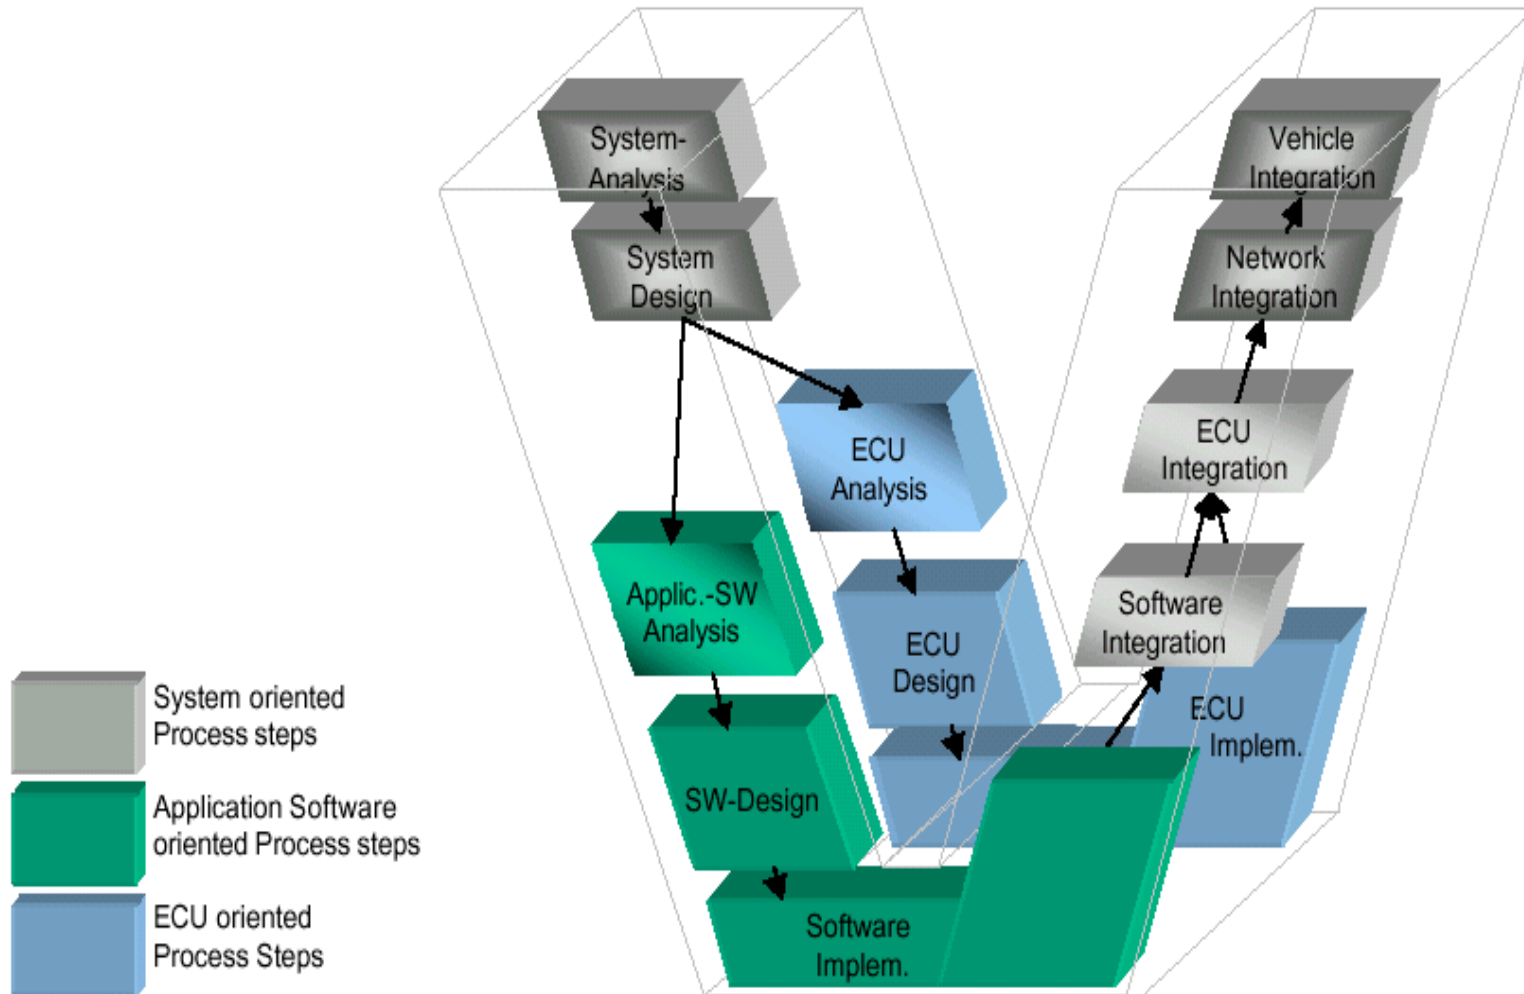 System-
Analysis
System
Design
ECU
Analysis
Applic.-SW
Analysis
ECU
Design
SW-Design
Software
Implem.
ECU
Implem.
Software
Integration
ECU
Integration
Network
Integration
Vehicle
Integration
System oriented
Process steps
Application Software
oriented Process steps
ECU oriented
Process Steps